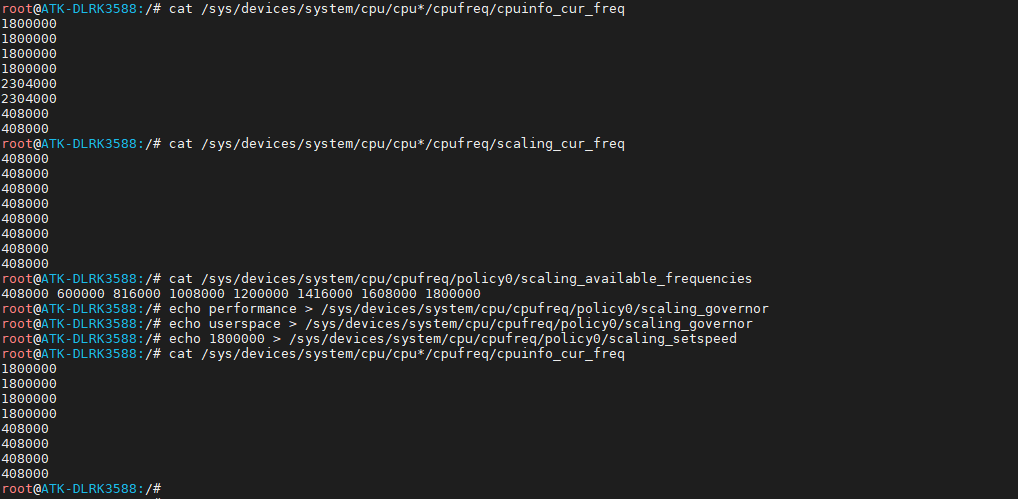 root@ATK-DLRK3588:/# cat /sys/devices/system/cpu/cpu*/cpufreq/cpuinfo_cur_freq
1800000
1800000
1800000
1800000
2304000
2304000
408000
408000
root@ATK-DLRK3588:/# cat /sys/devices/system/cpu/cpu*/cpufreq/scaling_cur_freq
408000
408000
408000
408000
408000
408000
408000
408000
root@ATK-DLRK3588:/# cat /sys/devices/system/cpu/cpufreq/policy0/scaling_available_frequencies
408000 600000 816000 1008000 1200000 1416000 1608000 1800000
root@ATK-DLRK3588:/# echo performance > /sys/devices/system/cpu/cpufreq/policy0/scaling_governor
root@ATK-DLRK3588:/# echo userspace > /sys/devices/system/cpu/cpufreq/policy0/scaling_governor
root@ATK-DLRK3588:/# echo 1800000 > /sys/devices/system/cpu/cpufreq/policy0/scaling_setspeed
root@ATK-DLRK3588:/# cat /sys/devices/system/cpu/cpu*/cpufreq/cpuinfo_cur_freq
1800000
1800000
1800000
1800000
408000
408000
408000
408000
root@ATK-DLRK3588:/#